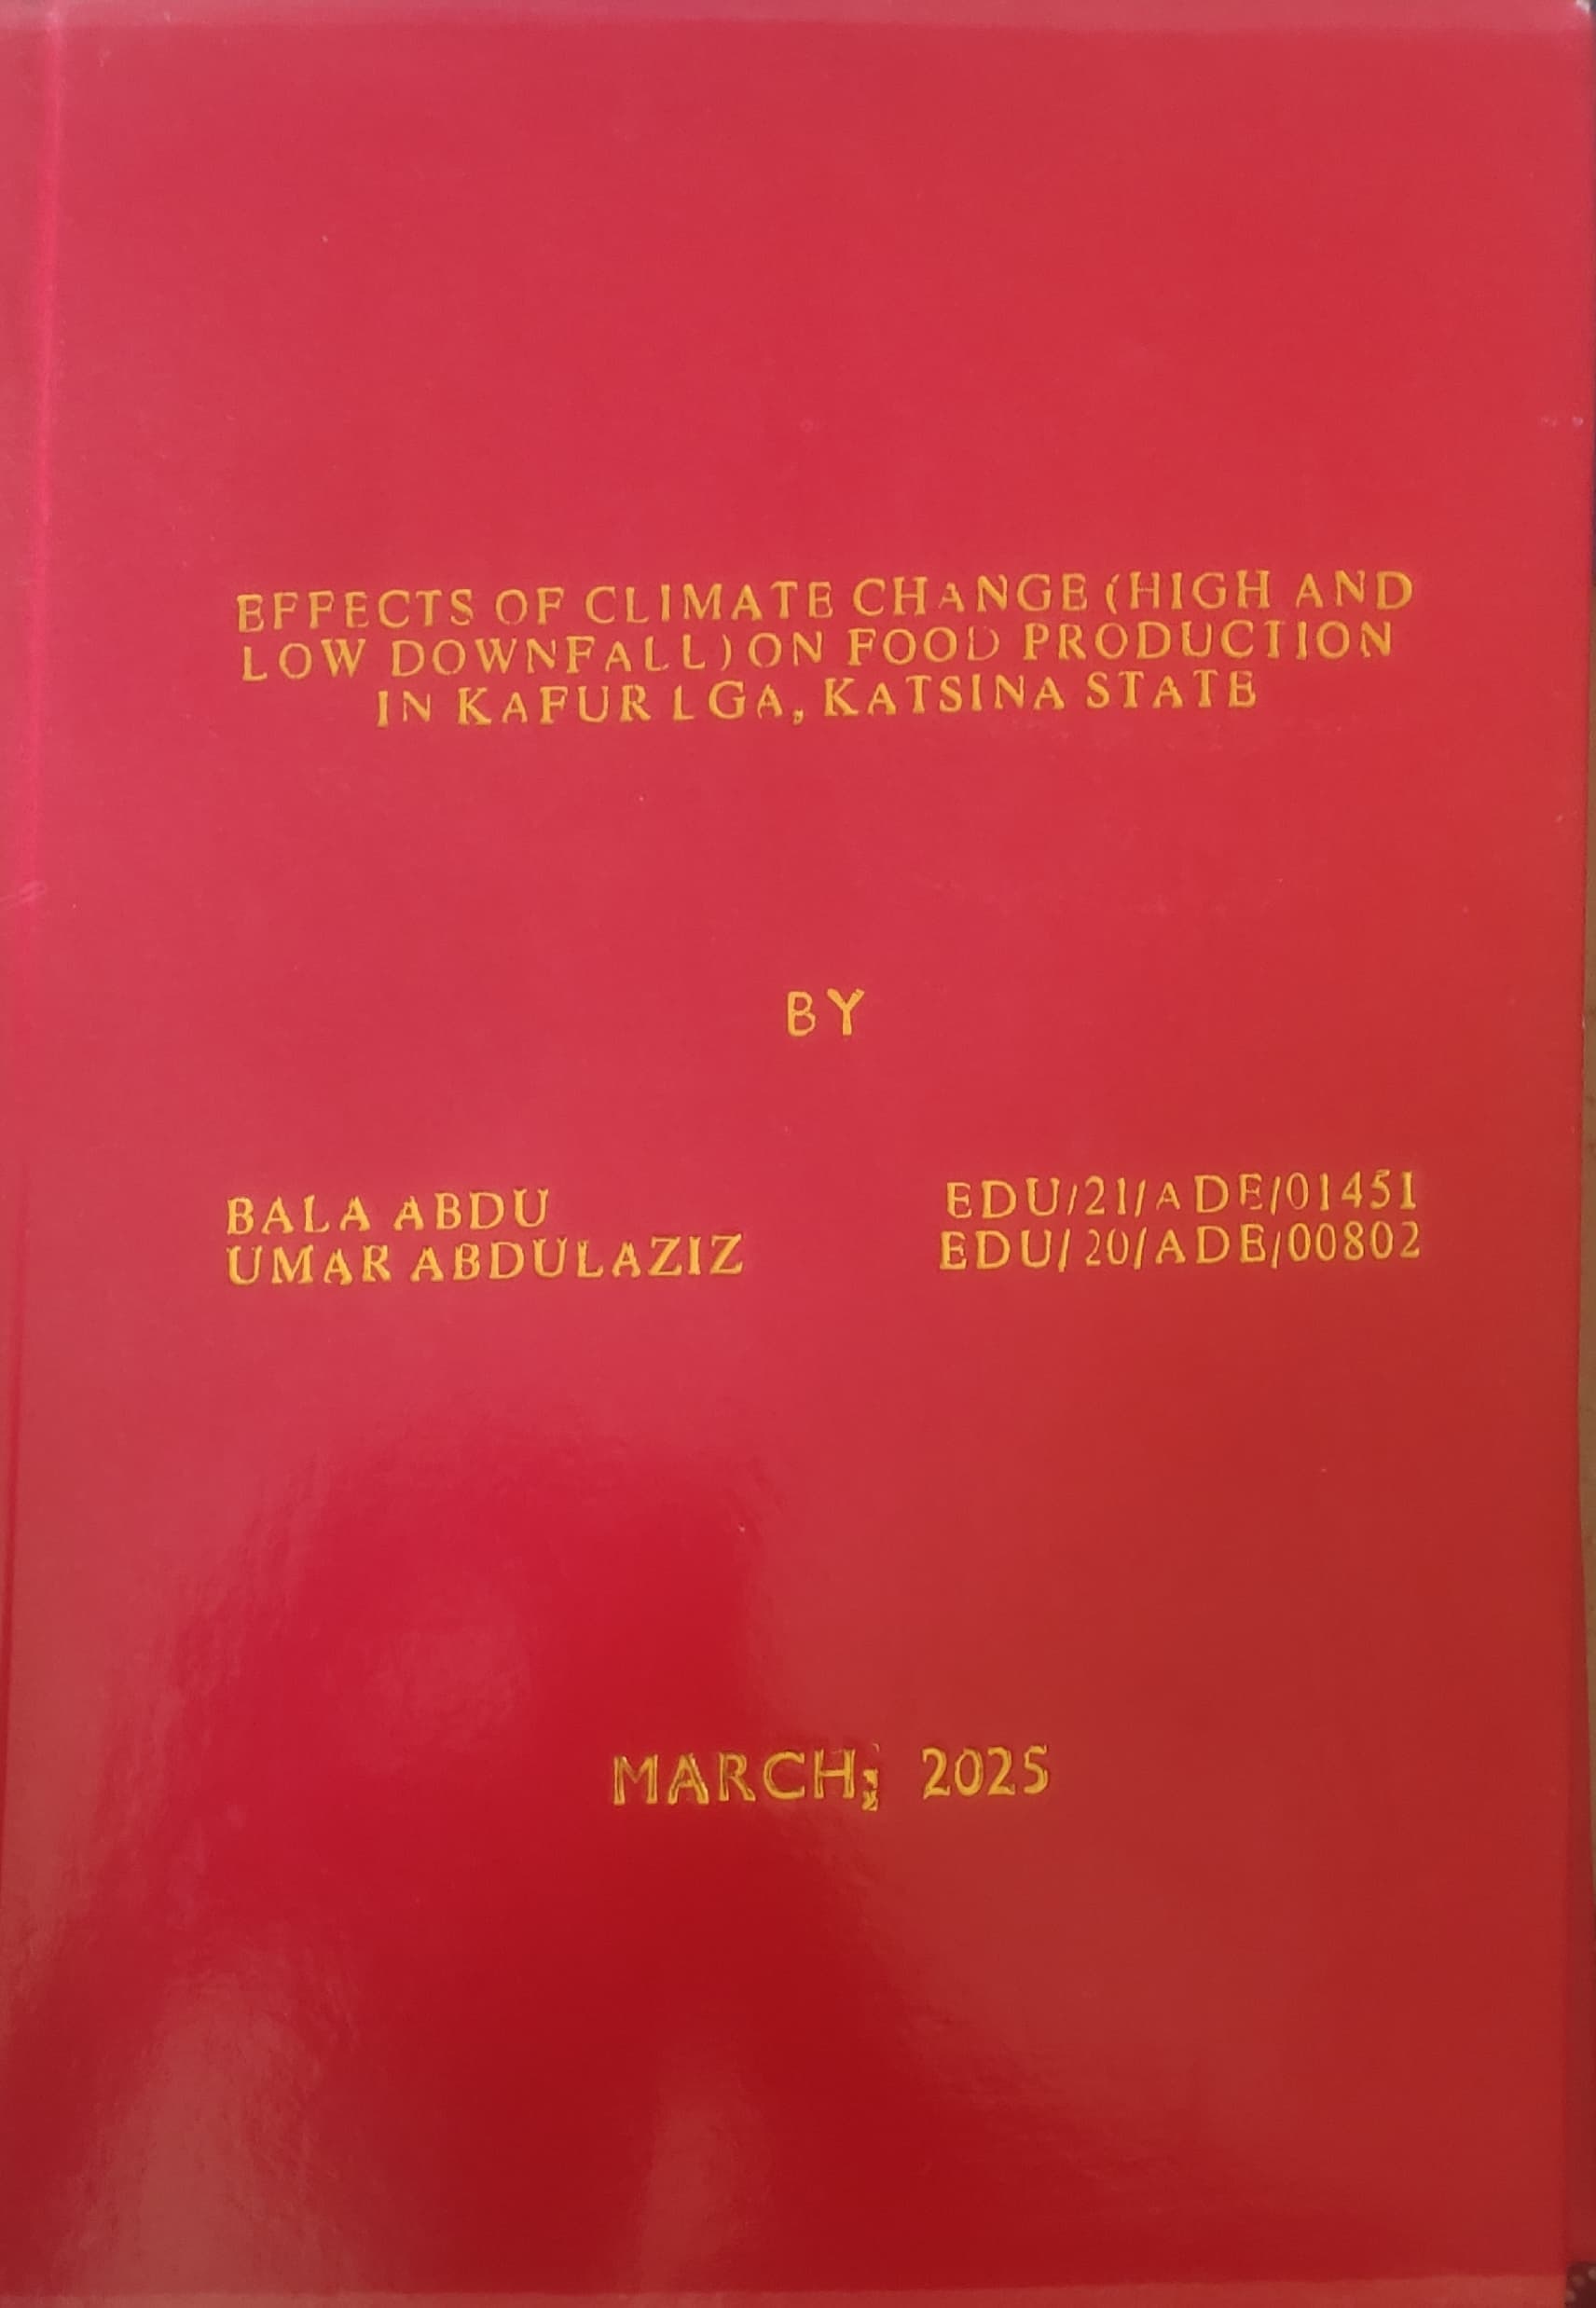 EFFECTS OF CLIMATE CHANGE (HIGH AND
LOW DOWNFALL) ON FOOD PRODUCTION
IN KAFUR LGA, KATSINA STATE
BY
BALA ABDU EDU/21/ADE/01451
UMAR ABDULAZIZ EDU/20/ADE/00802
MARCH, 2025